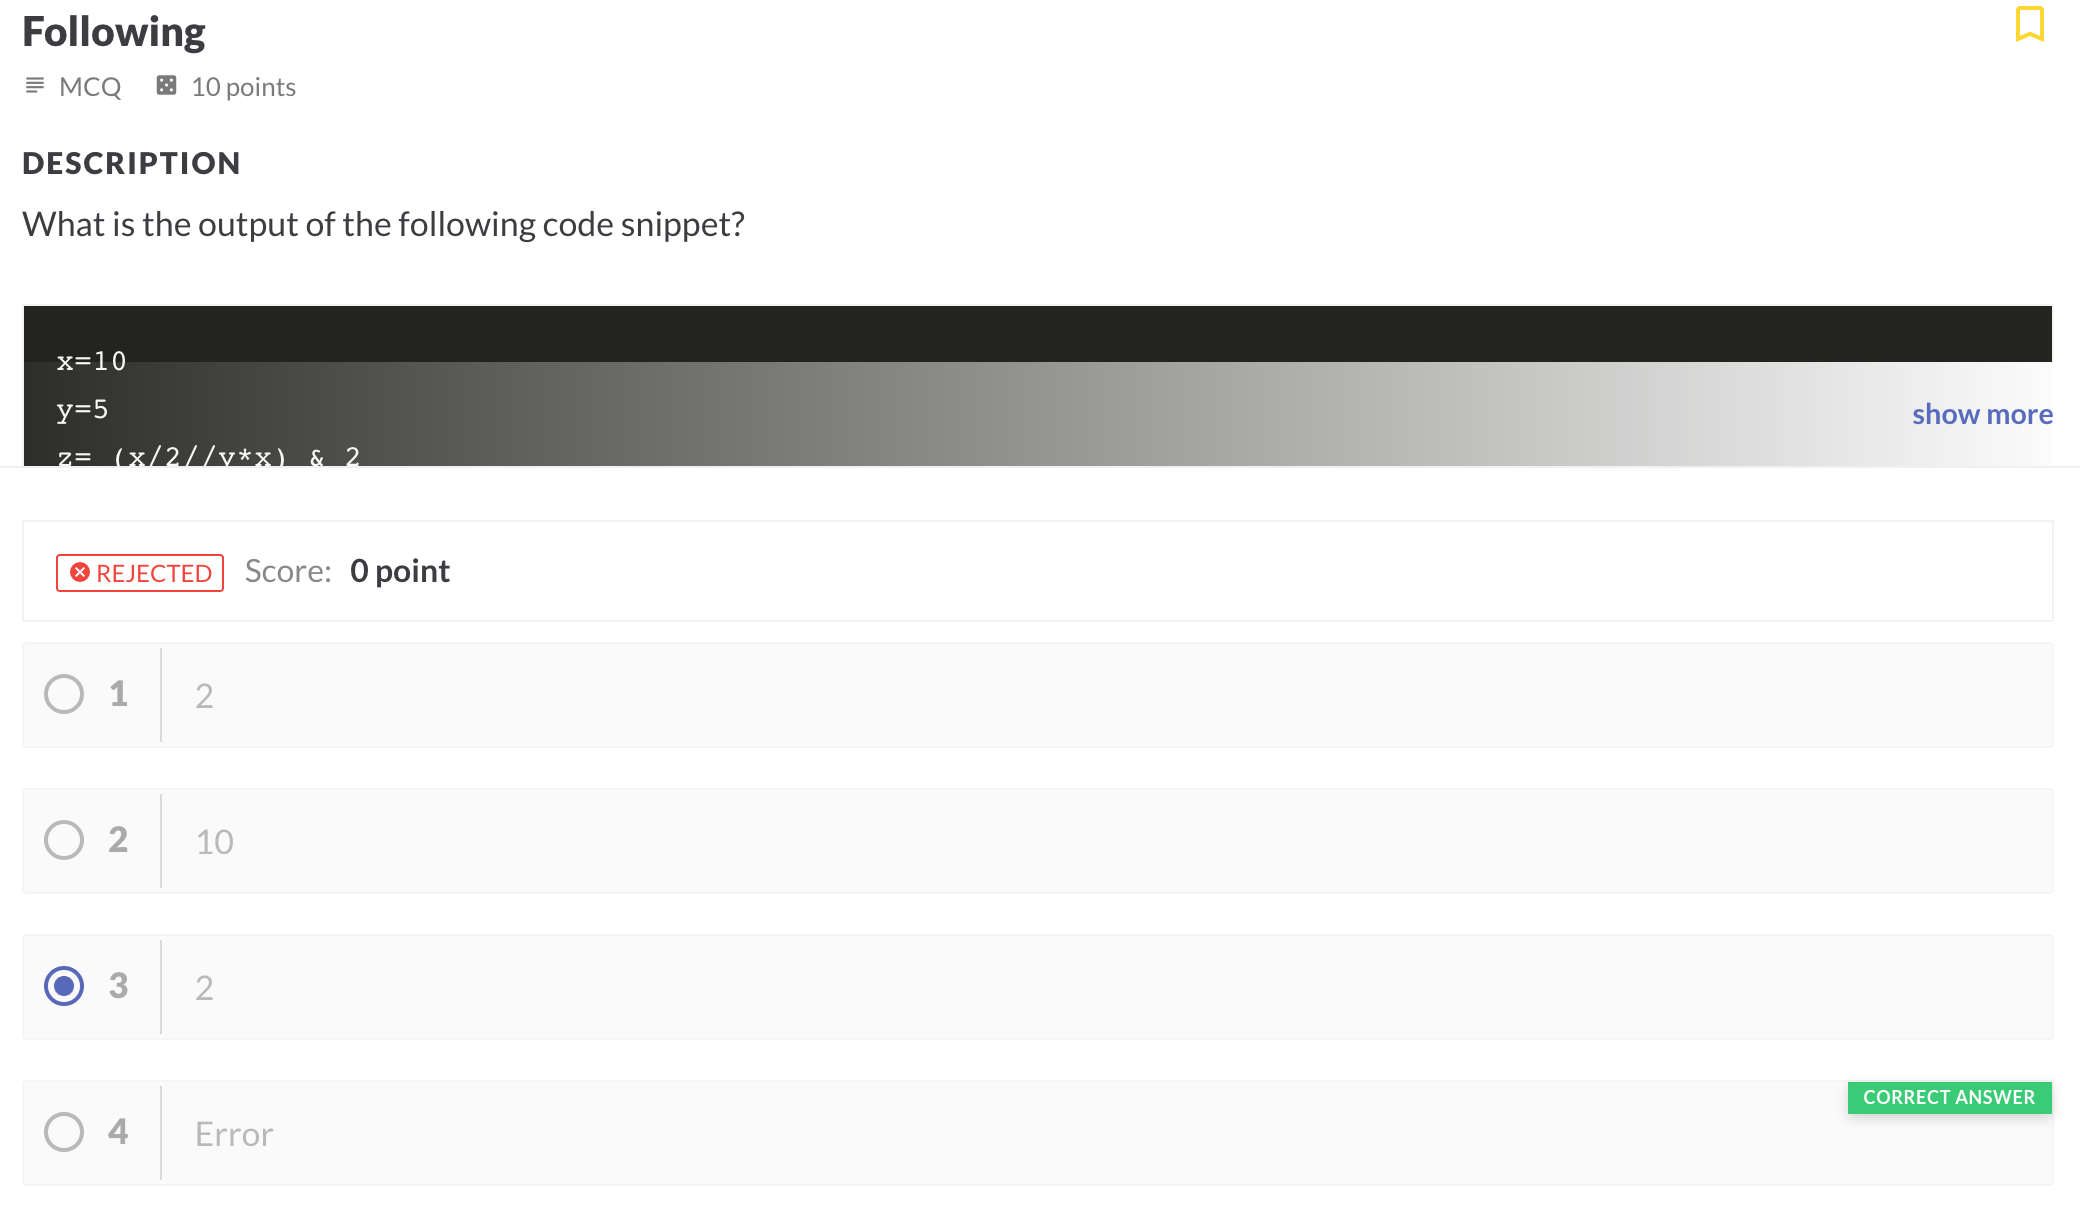 Following
MCQ 10 points
DESCRIPTION
What is the output of the following code snippet?
x=10
y=5
z= (x/2//y*x) & 2
show more
REJECTED Score: 0 point
1 2
2 10
3 2
4 Error
CORRECT ANSWER